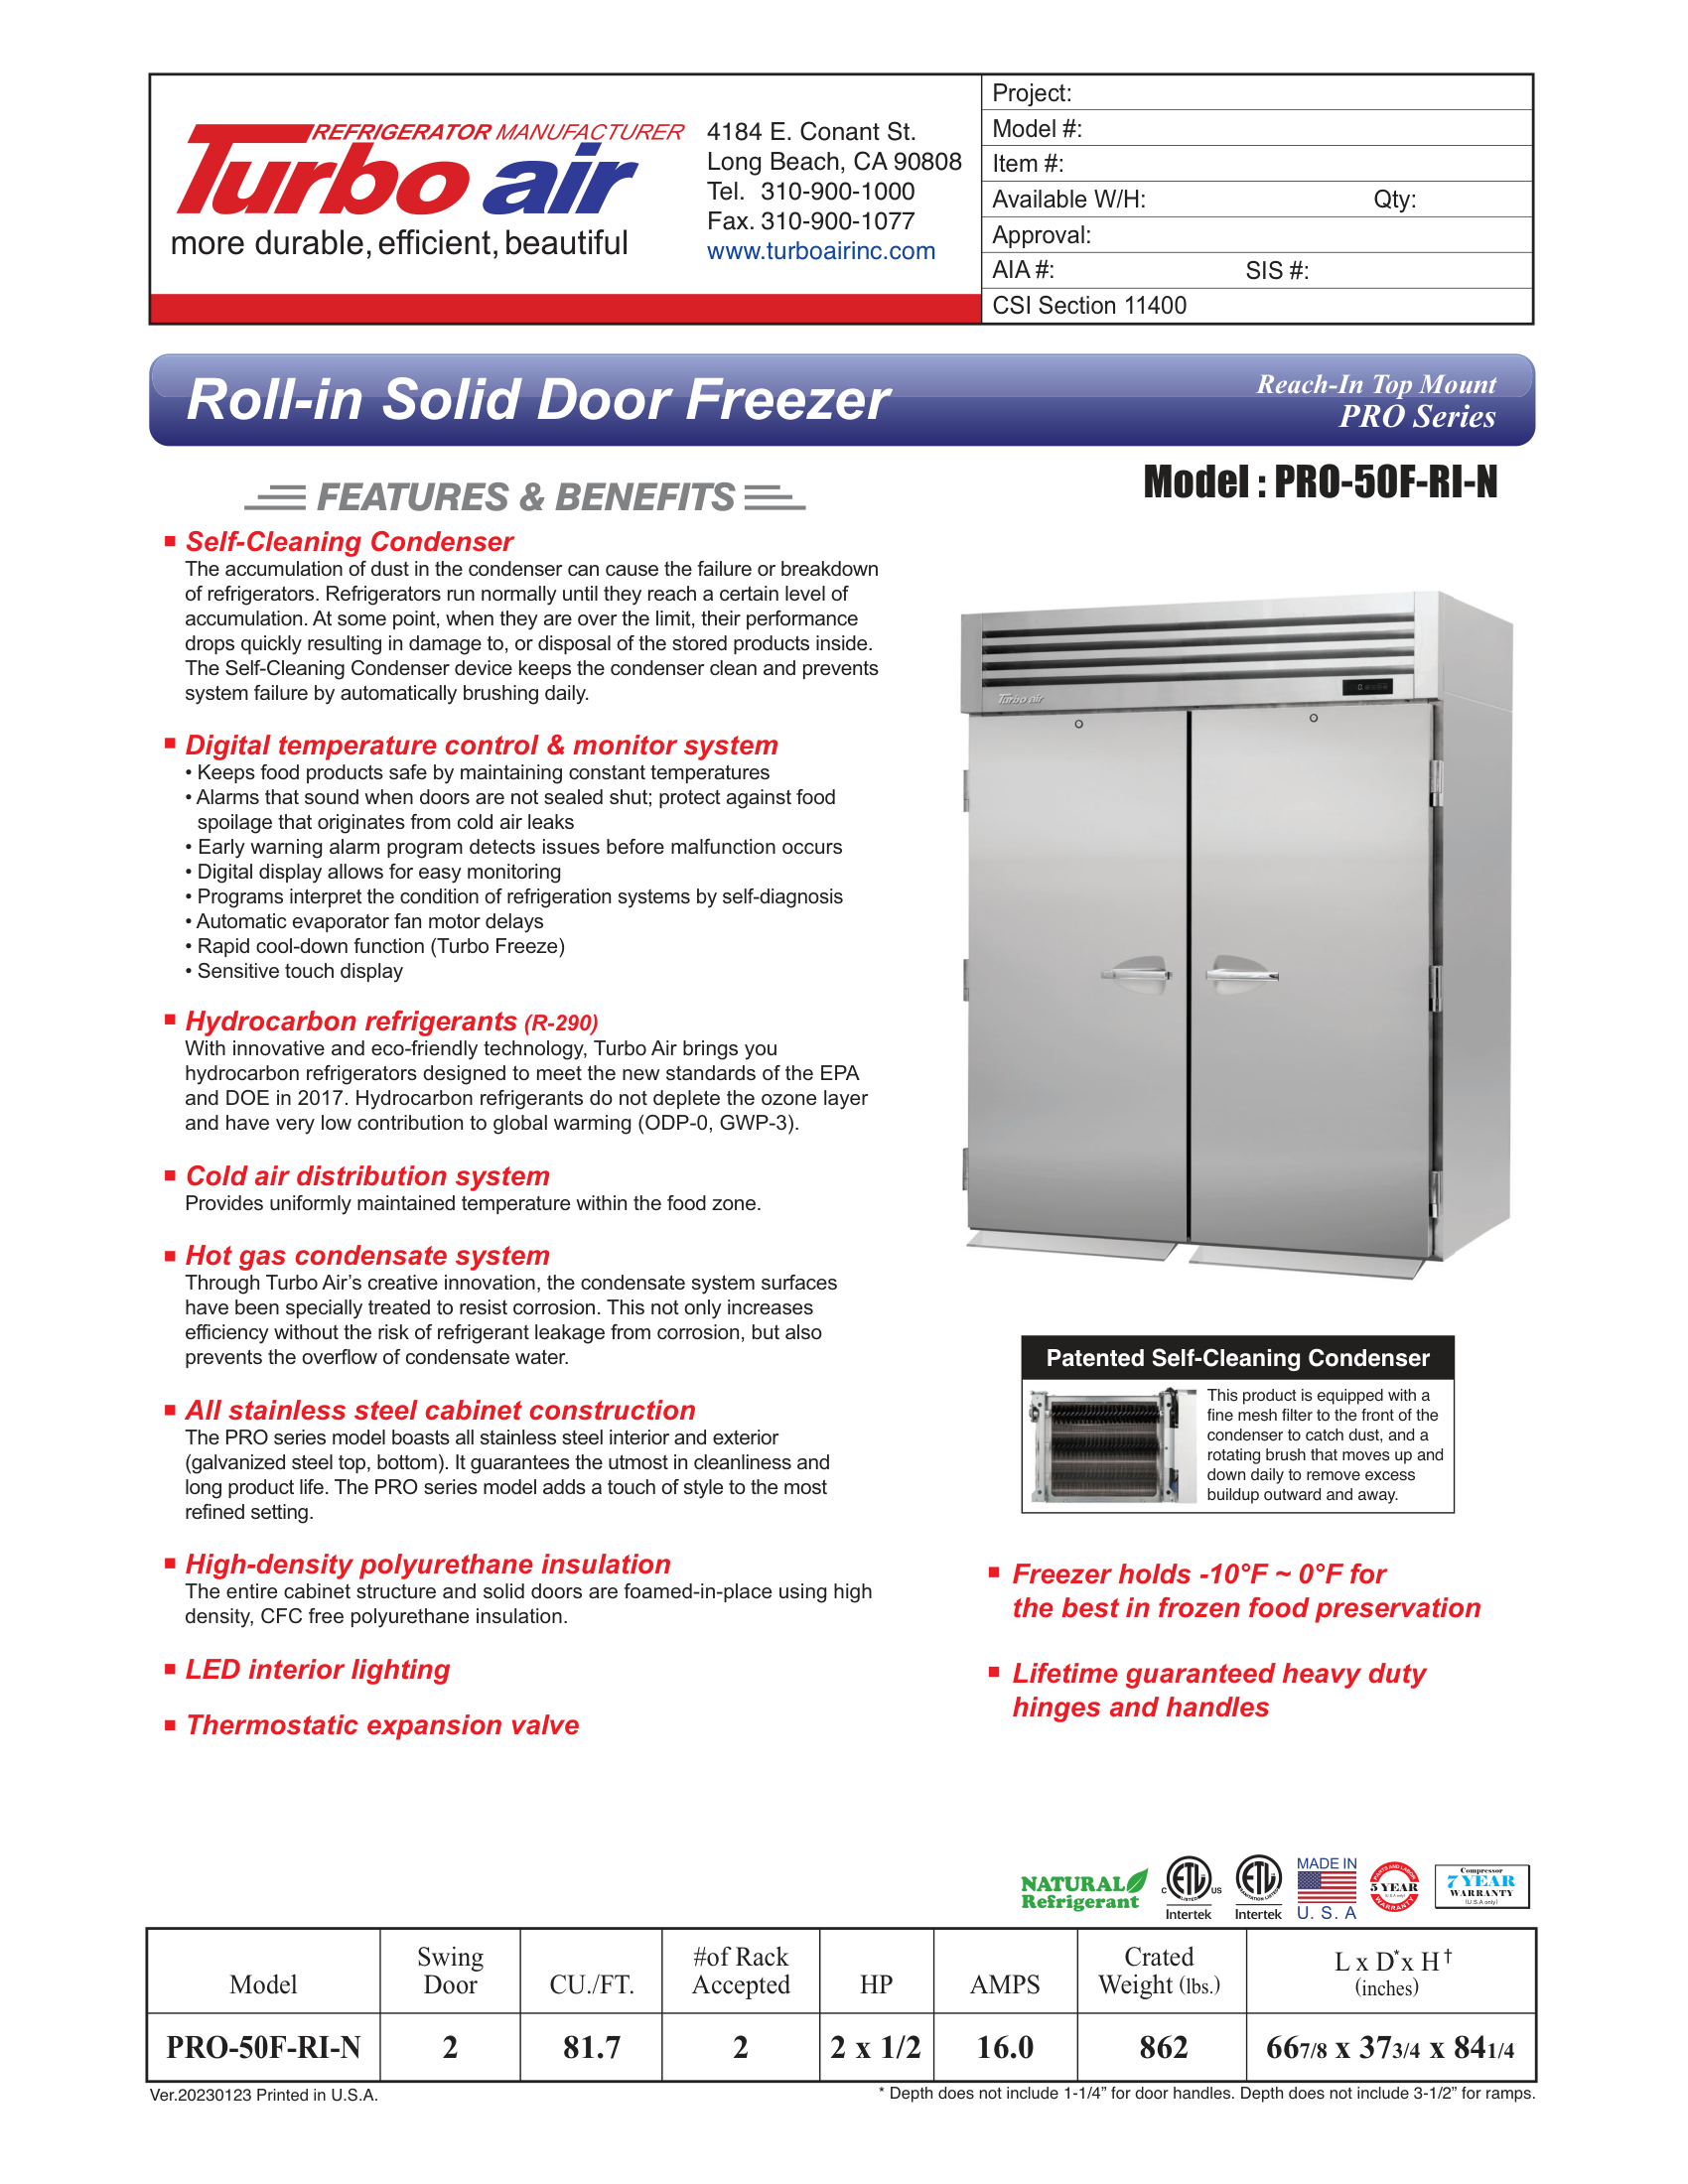 REFRIGERATOR MANUFACTURER
Turbo air
more durable, efficient, beautiful
4184 E. Conant St.
Long Beach, CA 90808
Tel. 310-900-1000
Fax. 310-900-1077
www.turboairinc.com
Project:
Model #:
Item #:
Available W/H: Qty:
Approval:
AIA #: SIS #:
CSI Section 11400
Roll-in Solid Door Freezer
Reach-In Top Mount
PRO Series
Model : PRO-50F-RI-N
FEATURES & BENEFITS
Self-Cleaning Condenser
The accumulation of dust in the condenser can cause the failure or breakdown
of refrigerators. Refrigerators run normally until they reach a certain level of
accumulation. At some point, when they are over the limit, their performance
drops quickly resulting in damage to, or disposal of the stored products inside.
The Self-Cleaning Condenser device keeps the condenser clean and prevents
system failure by automatically brushing daily.
Digital temperature control & monitor system
• Keeps food products safe by maintaining constant temperatures
• Alarms that sound when doors are not sealed shut; protect against food
spoilage that originates from cold air leaks
• Early warning alarm program detects issues before malfunction occurs
• Digital display allows for easy monitoring
• Programs interpret the condition of refrigeration systems by self-diagnosis
• Automatic evaporator fan motor delays
• Rapid cool-down function (Turbo Freeze)
• Sensitive touch display
Hydrocarbon refrigerants (R-290)
With innovative and eco-friendly technology, Turbo Air brings you
hydrocarbon refrigerators designed to meet the new standards of the EPA
and DOE in 2017. Hydrocarbon refrigerants do not deplete the ozone layer
and have very low contribution to global warming (ODP-0, GWP-3).
Cold air distribution system
Provides uniformly maintained temperature within the food zone.
Hot gas condensate system
Through Turbo Air's creative innovation, the condensate system surfaces
have been specially treated to resist corrosion. This not only increases
efficiency without the risk of refrigerant leakage from corrosion, but also
prevents the overflow of condensate water.
All stainless steel cabinet construction
The PRO series model boasts all stainless steel interior and exterior
(galvanized steel top, bottom). It guarantees the utmost in cleanliness and
long product life. The PRO series model adds a touch of style to the most
refined setting.
High-density polyurethane insulation
The entire cabinet structure and solid doors are foamed-in-place using high
density, CFC free polyurethane insulation.
LED interior lighting
Thermostatic expansion valve
Turbo air
Patented Self-Cleaning Condenser
This product is equipped with a
fine mesh filter to the front of the
condenser to catch dust, and a
rotating brush that moves up and
down daily to remove excess
buildup outward and away.
Freezer holds -10°F ~ 0°F for
the best in frozen food preservation
Lifetime guaranteed heavy duty
hinges and handles
NATURAL
Refrigerant
C ETL US
LISTED
Intertek
ETL
SANITATION LISTED
Intertek
MADE IN
U. S. A
PARTS AND LABOR
5 YEAR
(U.S.A only)
WARRANTY
Compressor
7 YEAR
WARRANTY
(U.S.A only)
Model Swing Door CU./FT. #of Rack Accepted HP AMPS Crated Weight (lbs.) L x D* x H† (inches)
PRO-50F-RI-N 2 81.7 2 2 x 1/2 16.0 862 667/8 x 373/4 x 841/4
Ver.20230123 Printed in U.S.A.
* Depth does not include 1-1/4” for door handles. Depth does not include 3-1/2” for ramps.